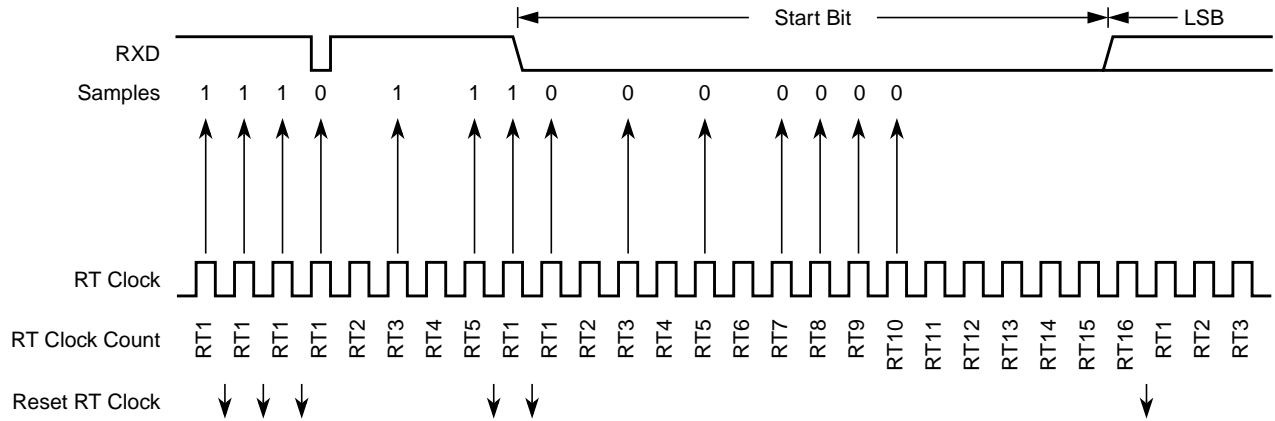 Start Bit LSB
RXD
Samples 1 1 1 0 1 1 1 0 0 0 0 0 0 0
RT Clock
RT Clock Count RT1 RT1 RT1 RT1 RT2 RT3 RT4 RT5 RT1 RT1 RT2 RT3 RT4 RT5 RT6 RT7 RT8 RT9 RT10 RT11 RT12 RT13 RT14 RT15 RT16 RT1 RT2 RT3
Reset RT Clock